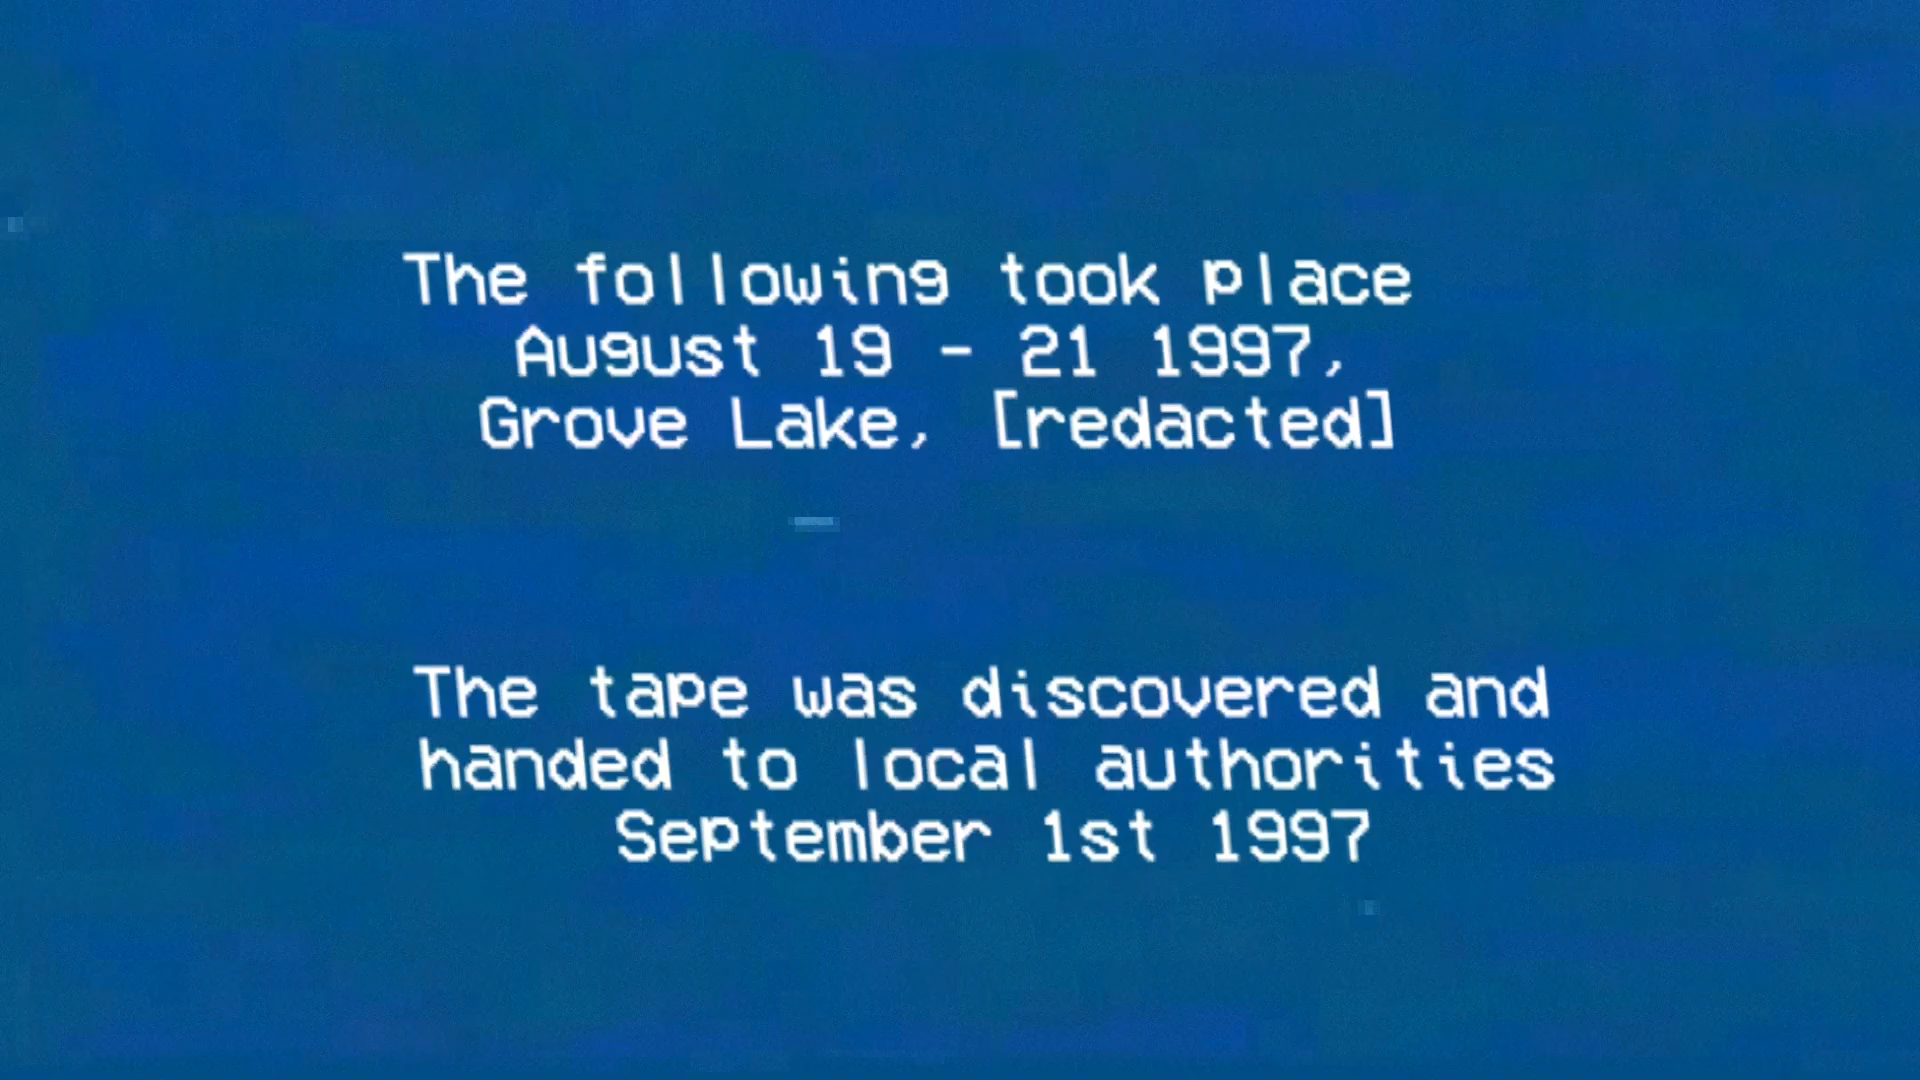 The following took place
August 19 - 21 1997,
Grove Lake, [redacted]
The tape was discovered and
handed to local authorities
September 1st 1997